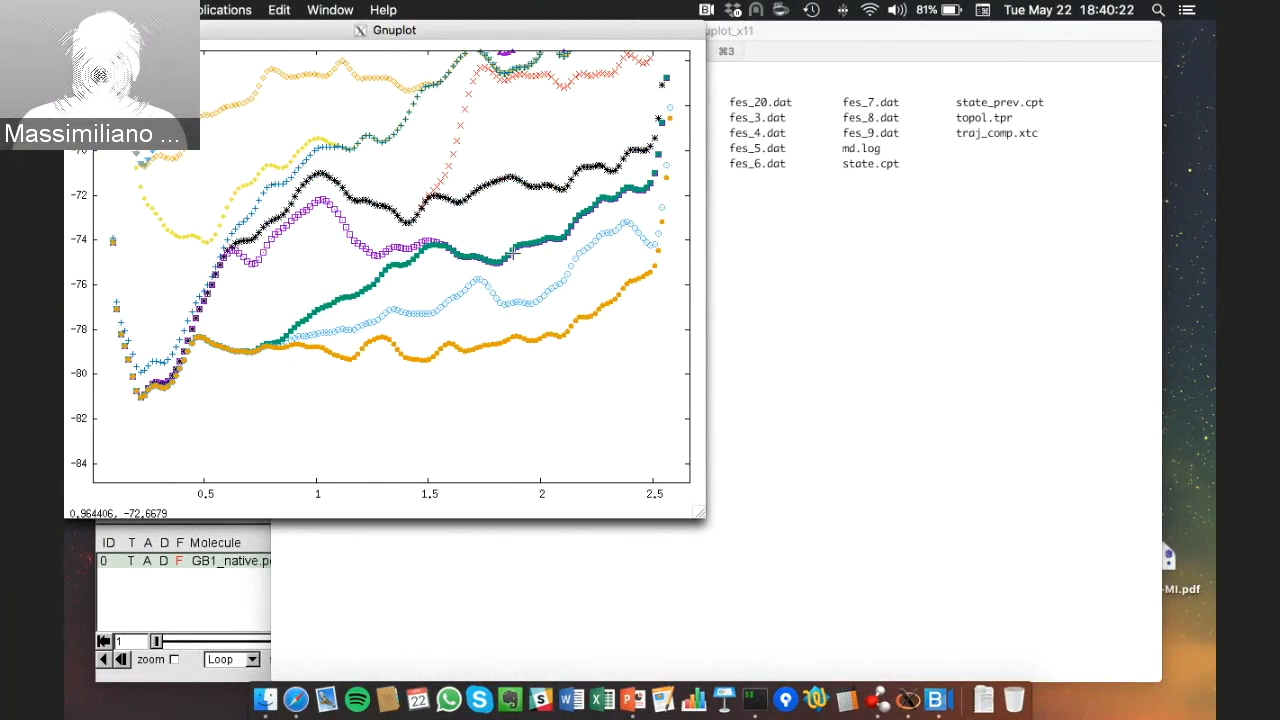 plications Edit Window Help
81% Tue May 22 18:40:22
Gnuplot
uplot_x11
⌘3
Massimiliano ...
fes_20.dat fes_7.dat state_prev.cpt
fes_3.dat fes_8.dat topol.tpr
fes_4.dat fes_9.dat traj_comp.xtc
fes_5.dat md.log
fes_6.dat state.cpt
-70
-72
-74
-76
-78
-80
-82
-84
0.5 1 1.5 2 2.5
0.964406, -72.6679
ID T A D F Molecule
0 T A D F GB1_native.p
1
zoom Loop
-MI.pdf
22